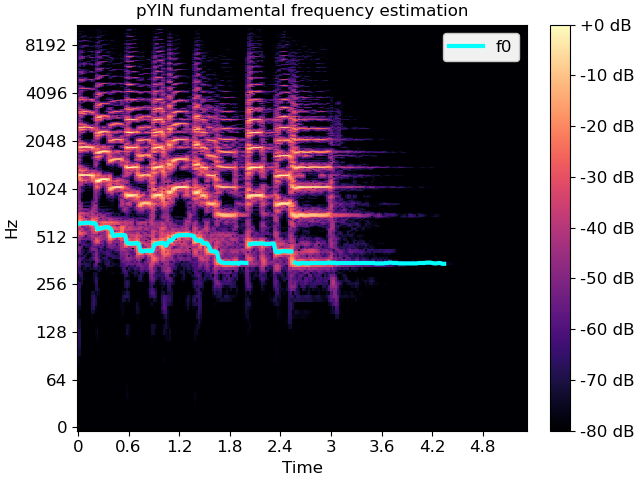 pYIN fundamental frequency estimation
f0
8192
4096
2048
1024
512
256
128
64
0
Hz
0
0.6
1.2
1.8
2.4
3
3.6
4.2
4.8
Time
+0 dB
-10 dB
-20 dB
-30 dB
-40 dB
-50 dB
-60 dB
-70 dB
-80 dB